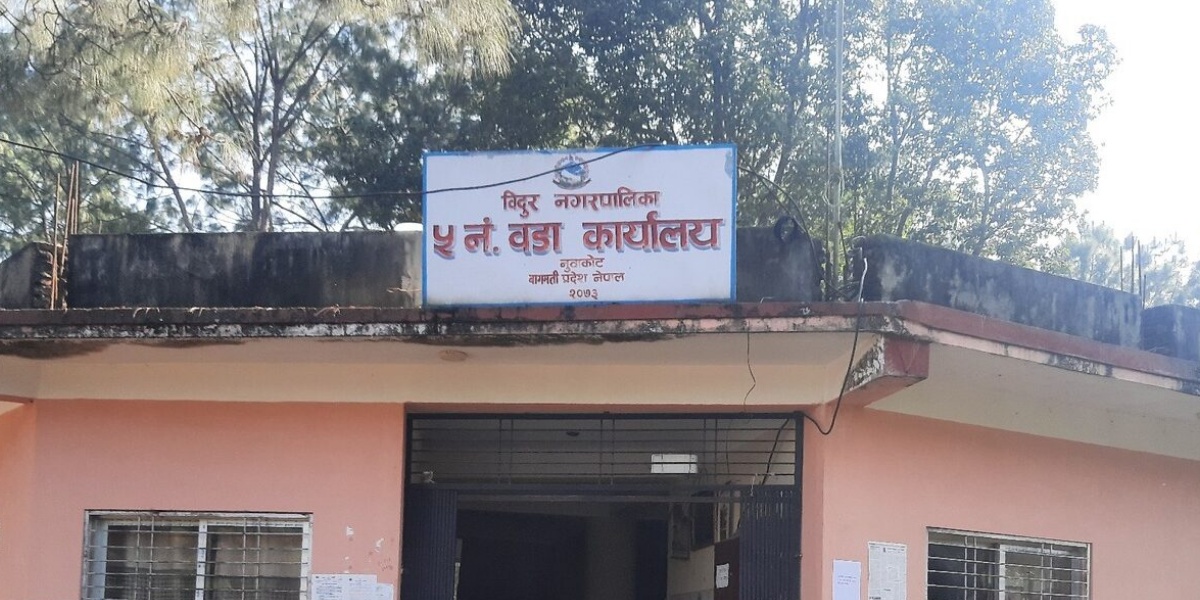 विदुर नगरपालिका
५ नं. वडा कार्यालय
नुवाकोट
बागमती प्रदेश नेपाल
२०७३